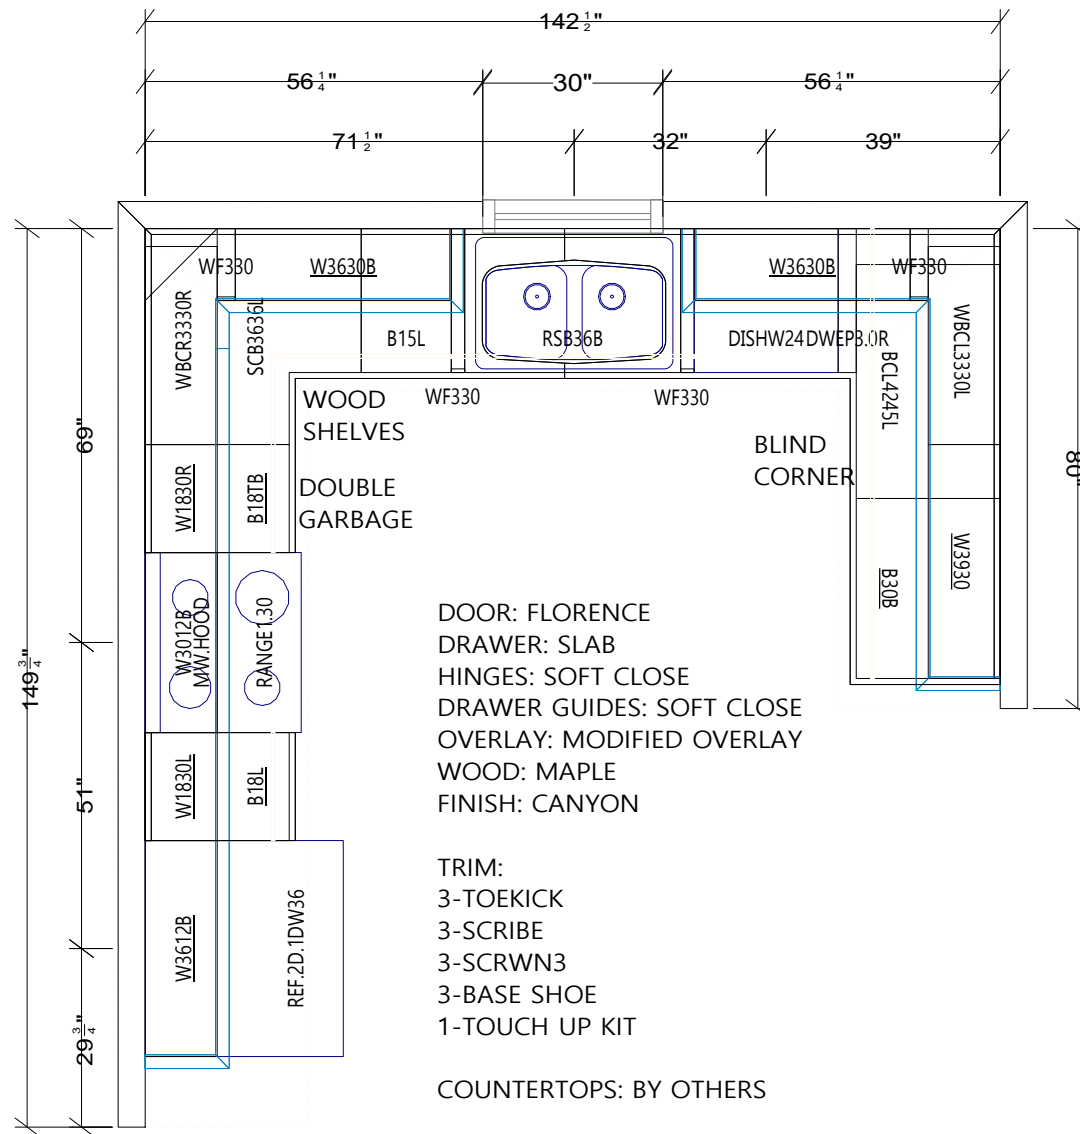 142 1/2"
56 1/4"
30"
56 1/4"
71 1/2"
32"
39"
WF330
W3630B
W3630B
WF330
WBCR3330R
SCB3636L
B15L
RSB36B
DISHW24
DWEP3.0R
BCL4245L
WBCL3330L
WF330
WF330
WOOD
SHELVES
69"
80"
BLIND
CORNER
W1830R
B18TB
DOUBLE
GARBAGE
W3930
B30B
W3012B
MW.HOOD
RANGE1.30
149 3/4"
51"
W1830L
B18L
W3612B
REF.2D.1DW36
29 3/4"
DOOR: FLORENCE
DRAWER: SLAB
HINGES: SOFT CLOSE
DRAWER GUIDES: SOFT CLOSE
OVERLAY: MODIFIED OVERLAY
WOOD: MAPLE
FINISH: CANYON
TRIM:
3-TOEKICK
3-SCRIBE
3-SCRWN3
3-BASE SHOE
1-TOUCH UP KIT
COUNTERTOPS: BY OTHERS